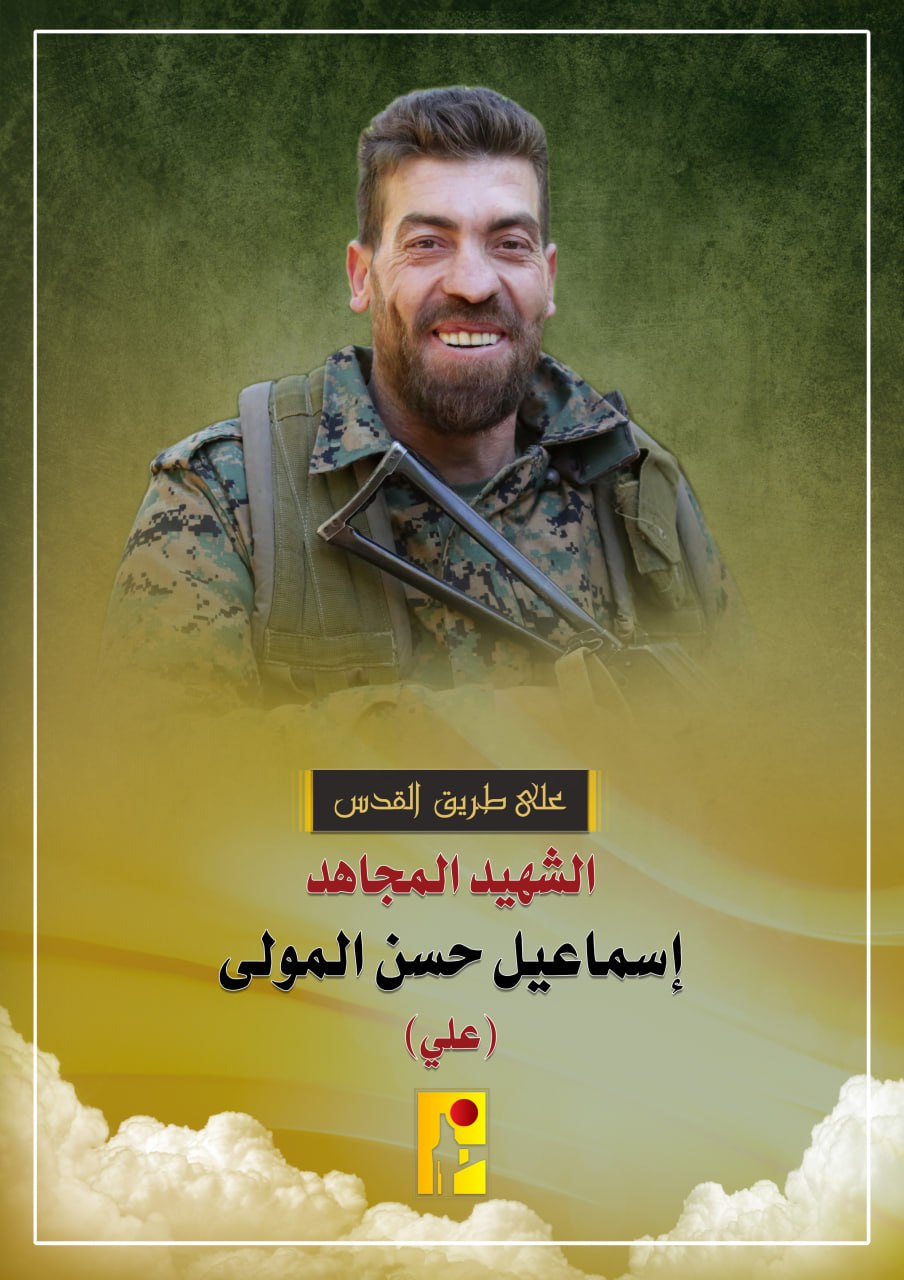 على طريق القدس
الشهيد المجاهد
إسماعيل حسن المولى
(علي)